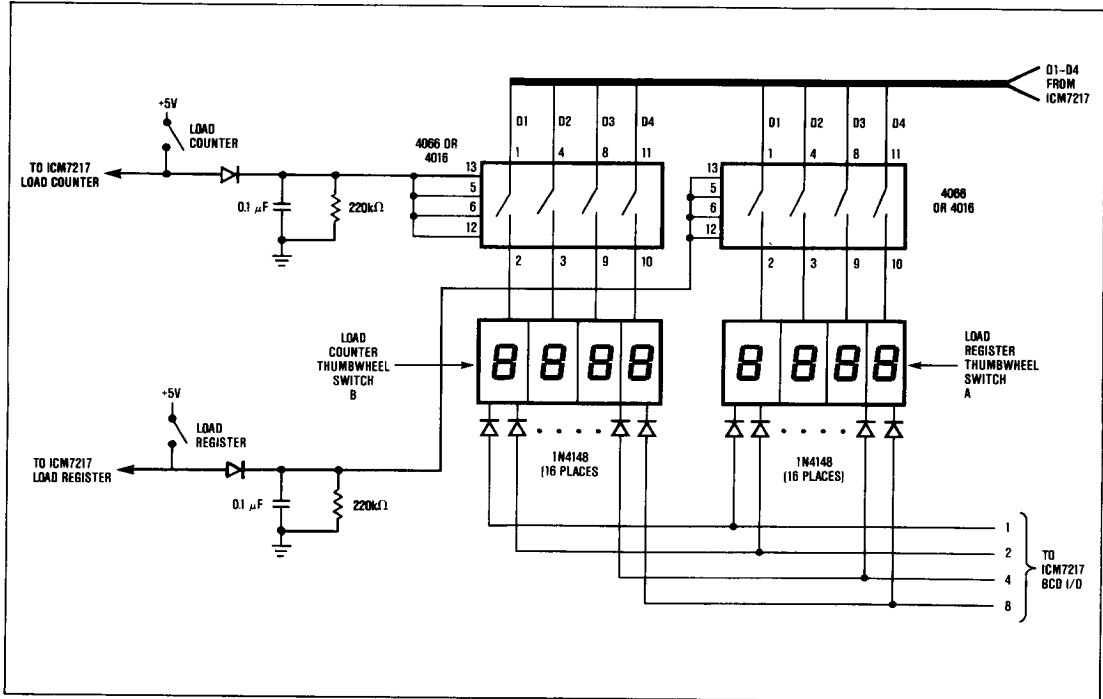 D1-D4
FROM
ICM7217
+5V
LOAD
COUNTER
TO ICM7217
LOAD COUNTER
0.1 μF
220kΩ
4066 OR
4016
D1 D2 D3 D4
1 4 8 11
13
5
6
12
2 3 9 10
D1 D2 D3 D4
1 4 8 11
13
5
6
12
4066
OR 4016
2 3 9 10
LOAD
COUNTER
THUMBWHEEL
SWITCH
B
8 8 8 8
8 8 8 8
LOAD
REGISTER
THUMBWHEEL
SWITCH
A
+5V
LOAD
REGISTER
TO ICM7217
LOAD REGISTER
0.1 μF
220kΩ
1N4148
(16 PLACES
1N4148
(16 PLACES)
1
2
4
8
TO
ICM7217
BCD I/O